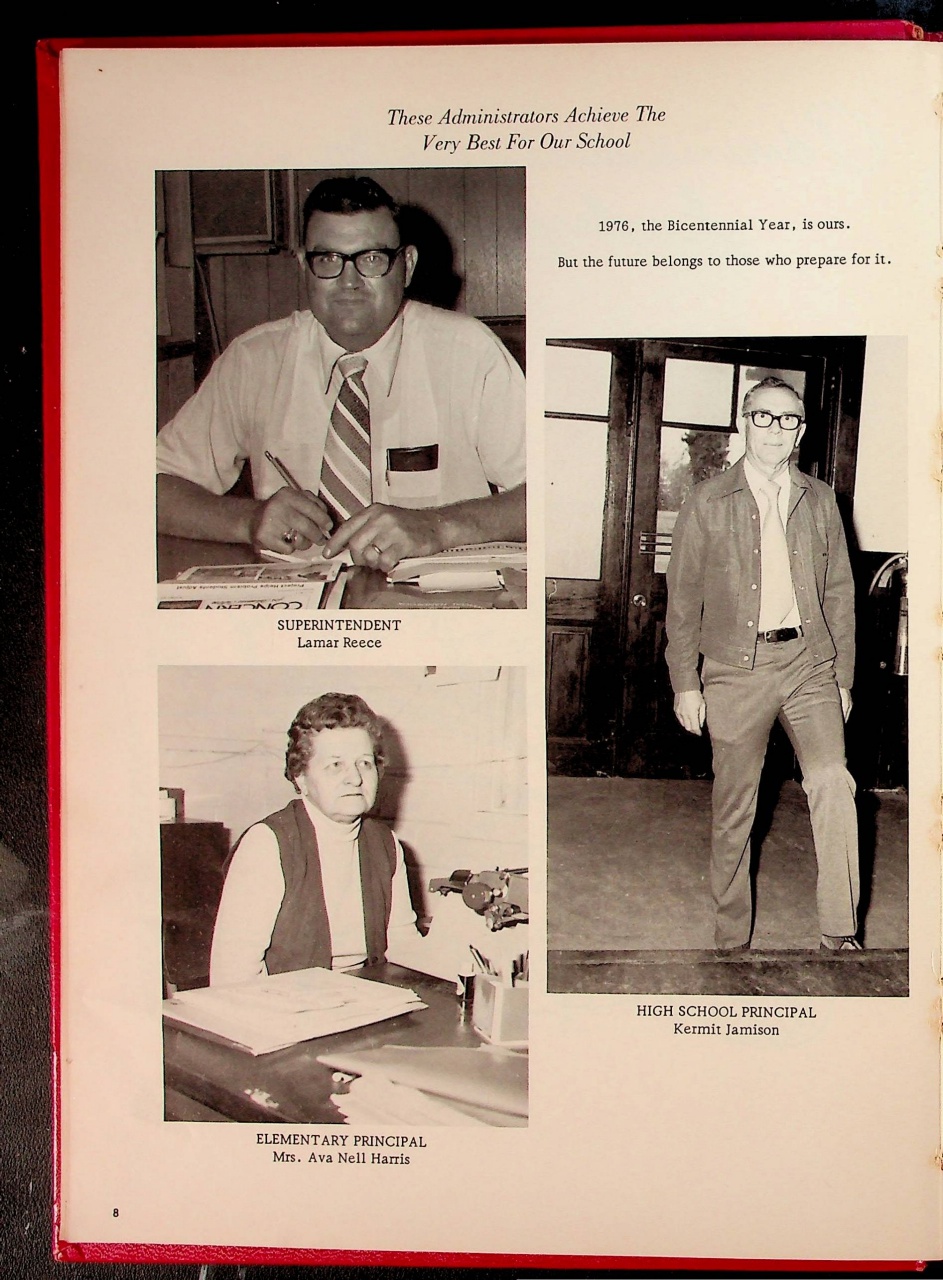 These Administrators Achieve The
Very Best For Our School
1976, the Bicentennial Year, is ours.
But the future belongs to those who prepare for it.
CONCERN
SUPERINTENDENT
Lamar Reece
HIGH SCHOOL PRINCIPAL
Kermit Jamison
ELEMENTARY PRINCIPAL
Mrs. Ava Nell Harris
8